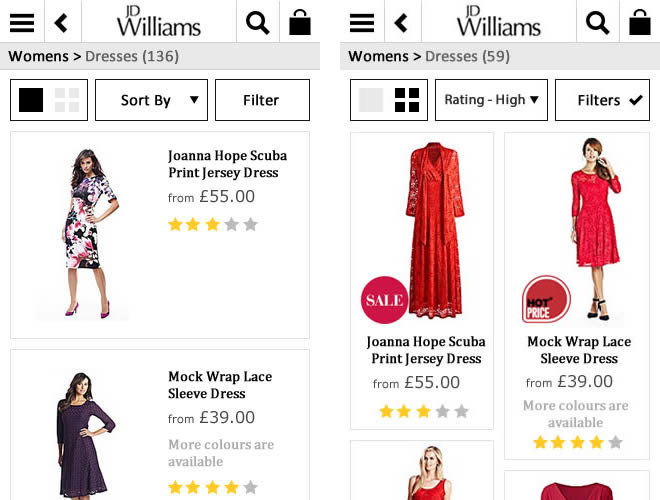 JD
Williams
Womens > Dresses (136)
Sort By ▼
Filter
Joanna Hope Scuba
Print Jersey Dress
from £55.00
Mock Wrap Lace
Sleeve Dress
from £39.00
More colours are
available
JD
Williams
Womens > Dresses (59)
Rating - High ▼
Filters ✔
SALE
Joanna Hope Scuba
Print Jersey Dress
from £55.00
HOT
PRICE
Mock Wrap Lace
Sleeve Dress
from £39.00
More colours are
available